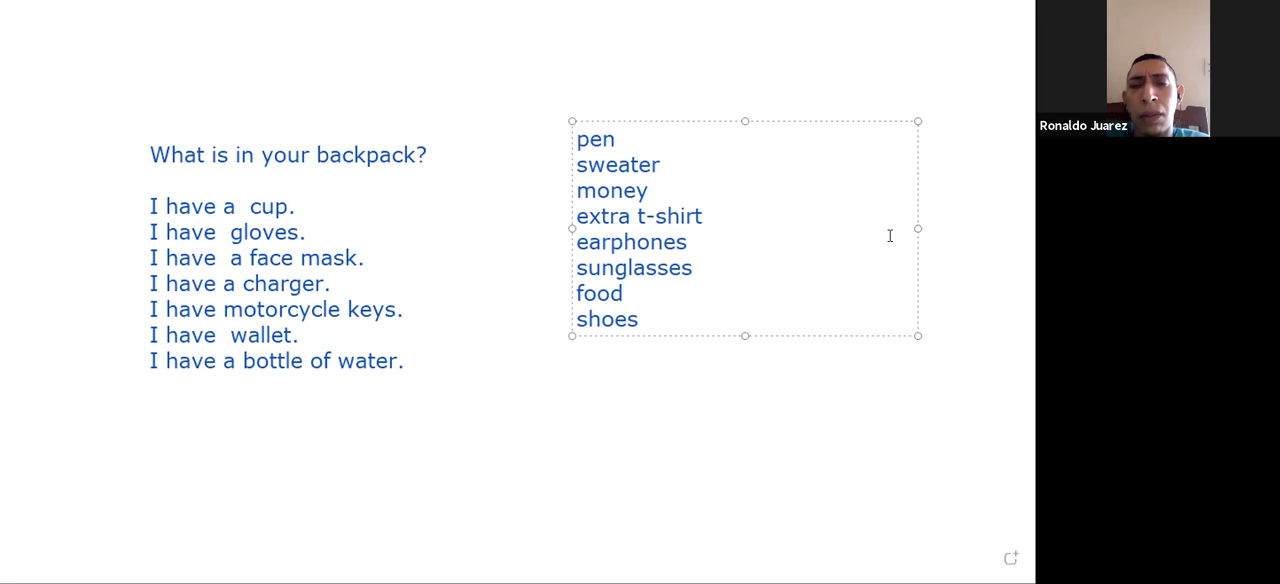 What is in your backpack?
I have a  cup.
I have  gloves.
I have  a face mask.
I have a charger.
I have motorcycle keys.
I have  wallet.
I have a bottle of water.
pen
sweater
money
extra t-shirt
earphones
sunglasses
food
shoes
Ronaldo Juarez